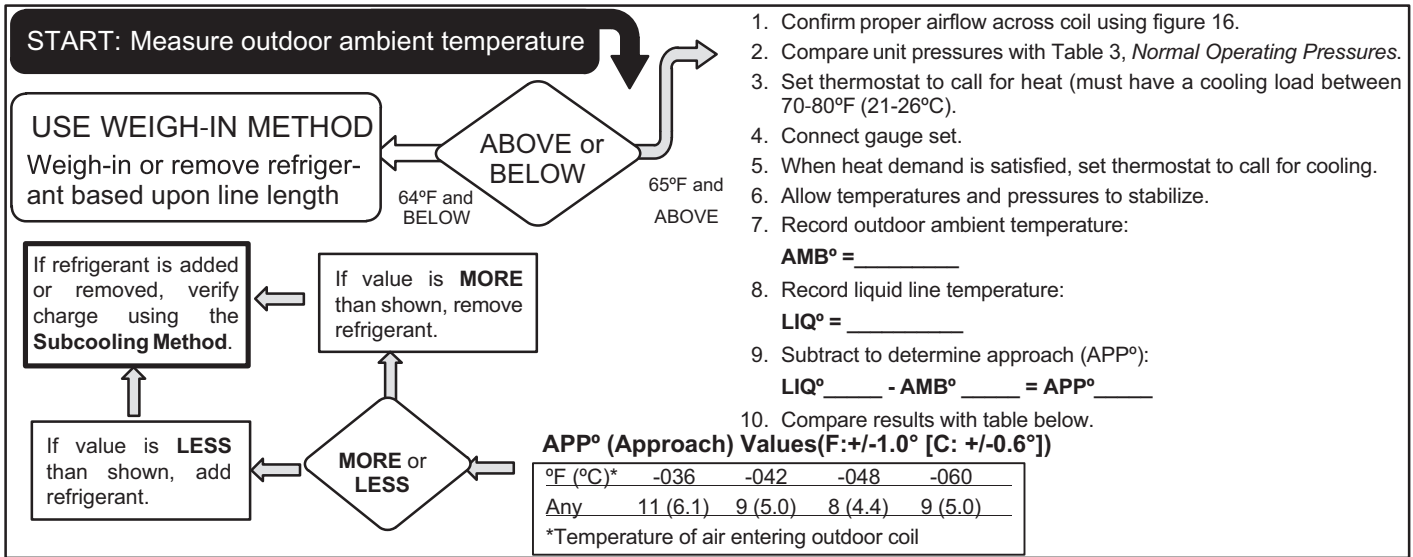 START: Measure outdoor ambient temperature
USE WEIGH-IN METHOD
Weigh-in or remove refriger-
ant based upon line length
ABOVE or
BELOW
64ºF and
BELOW
65ºF and
ABOVE
1. Confirm proper airflow across coil using figure 16.
2. Compare unit pressures with Table 3, Normal Operating Pressures.
3. Set thermostat to call for heat (must have a cooling load between
70-80ºF (21-26ºC).
4. Connect gauge set.
5. When heat demand is satisfied, set thermostat to call for cooling.
6. Allow temperatures and pressures to stabilize.
7. Record outdoor ambient temperature:
AMBº =_________
8. Record liquid line temperature:
LIQº = __________
9. Subtract to determine approach (APPº):
LIQº_____ - AMBº _____ = APPº_____
10. Compare results with table below.
If refrigerant is added
or removed, verify
charge using the
Subcooling Method.
If value is MORE
than shown, remove
refrigerant.
If value is LESS
than shown, add
refrigerant.
MORE or
LESS
APPº (Approach) Values(F:+/-1.0° [C: +/-0.6°])
ºF (ºC)* -036 -042 -048 -060
Any 11 (6.1) 9 (5.0) 8 (4.4) 9 (5.0)
*Temperature of air entering outdoor coil